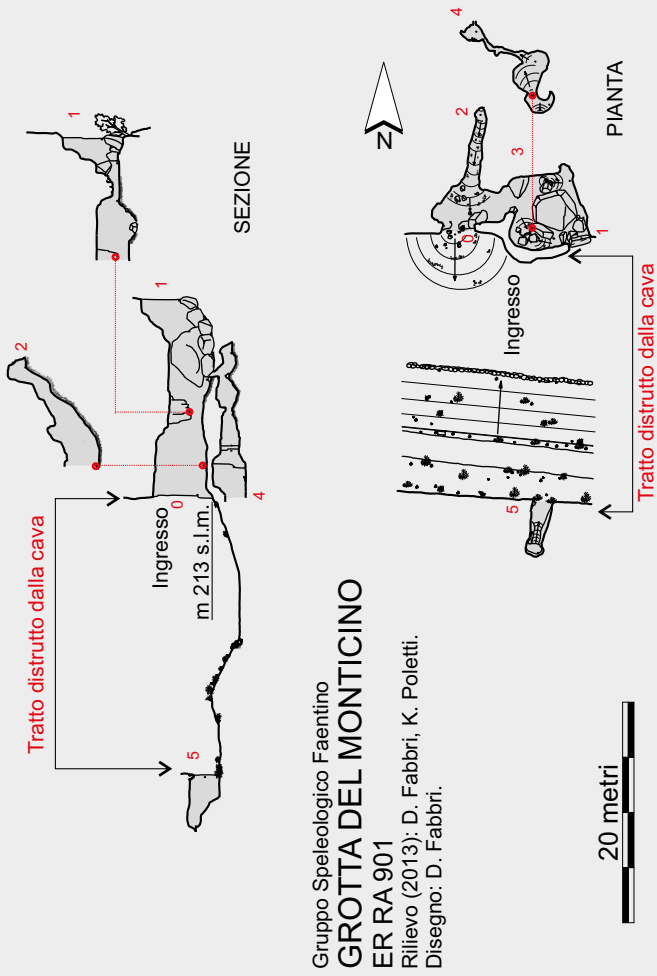 Tratto distrutto dalla cava
5
Ingresso
0
m 213 s.l.m.
4
2
1
1
SEZIONE
Gruppo Speleologico Faentino
GROTTA DEL MONTICINO
ER RA 901
Rilievo (2013): D. Fabbri, K. Poletti.
Disegno: D. Fabbri.
20 metri
N
5
Ingresso
0
2
3
4
1
PIANTA
Tratto distrutto dalla cava